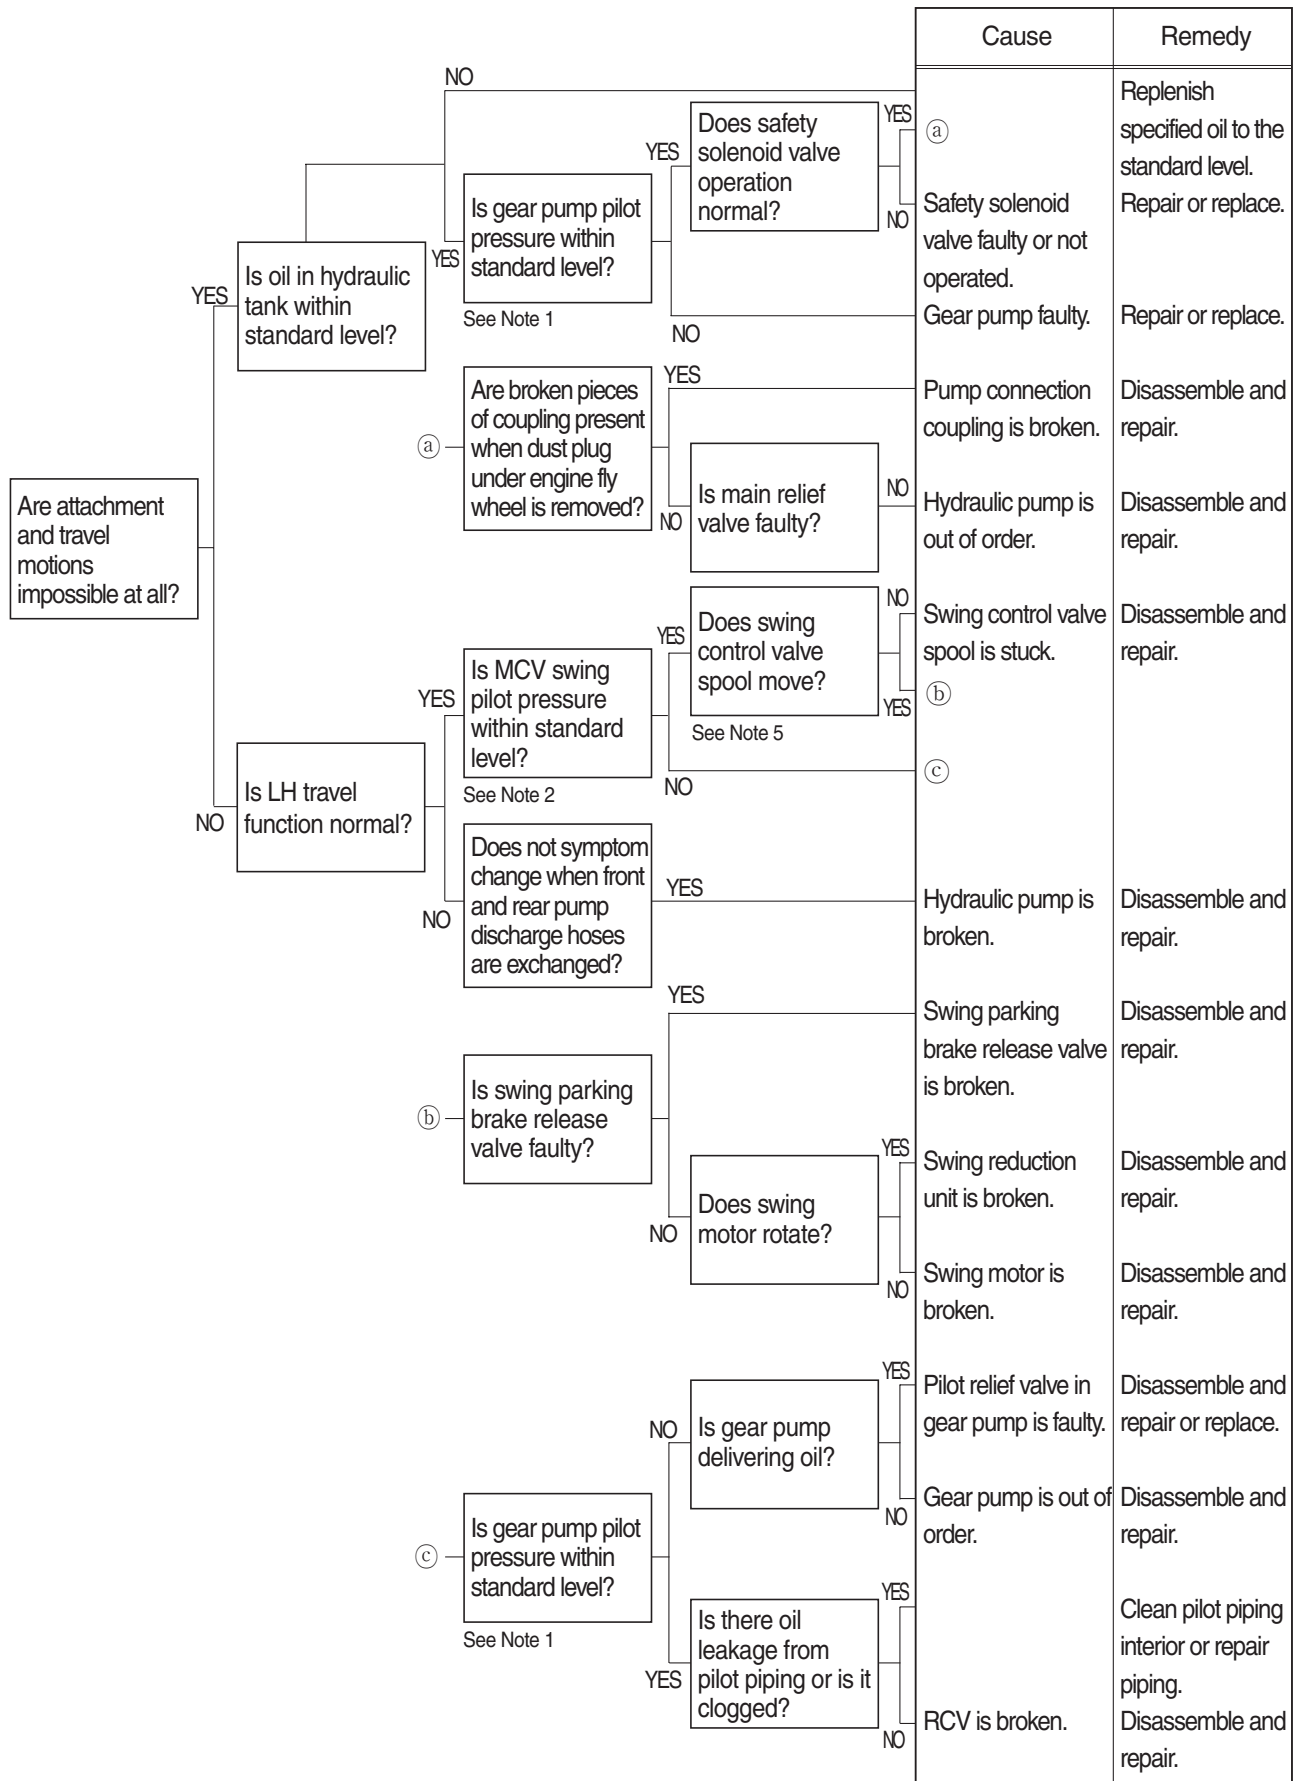 Cause
Remedy
NO
Replenish
specified oil to the
standard level.
Does safety
solenoid valve
operation
normal?
YES
ⓐ
YES
NO
Safety solenoid
valve faulty or not
operated.
Repair or replace.
Is gear pump pilot
pressure within
standard level?
YES
See Note 1
NO
Gear pump faulty.
Repair or replace.
Is oil in hydraulic
tank within
standard level?
YES
Are broken pieces
of coupling present
when dust plug
under engine fly
wheel is removed?
ⓐ
YES
Pump connection
coupling is broken.
Disassemble and
repair.
NO
Is main relief
valve faulty?
NO
Hydraulic pump is
out of order.
Disassemble and
repair.
Are attachment
and travel
motions
impossible at all?
Does swing
control valve
spool move?
YES
NO
Swing control valve
spool is stuck.
Disassemble and
repair.
YES
ⓑ
See Note 5
Is MCV swing
pilot pressure
within standard
level?
YES
See Note 2
NO
ⓒ
Is LH travel
function normal?
NO
Does not symptom
change when front
and rear pump
discharge hoses
are exchanged?
NO
YES
Hydraulic pump is
broken.
Disassemble and
repair.
YES
Swing parking
brake release valve
is broken.
Disassemble and
repair.
ⓑ
Is swing parking
brake release
valve faulty?
NO
Does swing
motor rotate?
YES
Swing reduction
unit is broken.
Disassemble and
repair.
NO
Swing motor is
broken.
Disassemble and
repair.
NO
Is gear pump
delivering oil?
YES
Pilot relief valve in
gear pump is faulty.
Disassemble and
repair or replace.
NO
Gear pump is out of
order.
Disassemble and
repair.
ⓒ
Is gear pump pilot
pressure within
standard level?
See Note 1
YES
Is there oil
leakage from
pilot piping or is it
clogged?
YES
Clean pilot piping
interior or repair
piping.
NO
RCV is broken.
Disassemble and
repair.